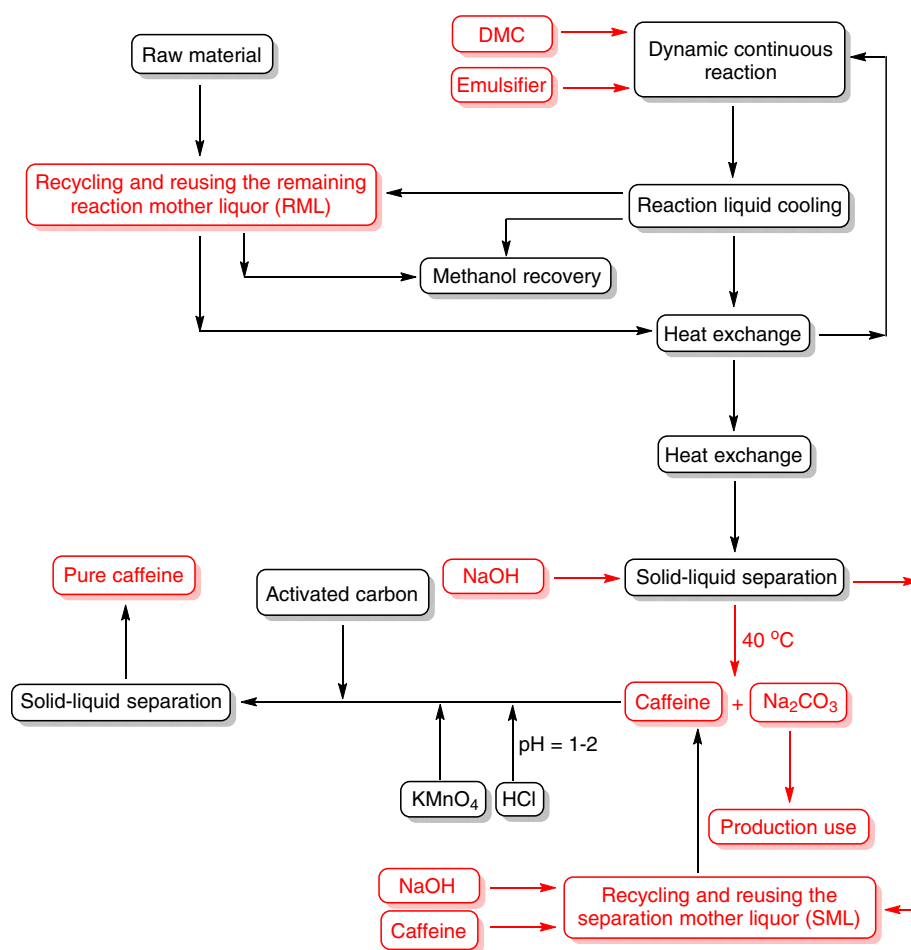 DMC
Raw material
Dynamic continuous
reaction
Emulsifier
Recycling and reusing the remaining
reaction mother liquor (RML)
Reaction liquid cooling
Methanol recovery
Heat exchange
Heat exchange
Pure caffeine
Activated carbon
NaOH
Solid-liquid separation
40 °C
Solid-liquid separation
Caffeine + Na₂CO₃
pH = 1-2
KMnO₄
HCl
Production use
NaOH
Caffeine
Recycling and reusing the
separation mother liquor (SML)